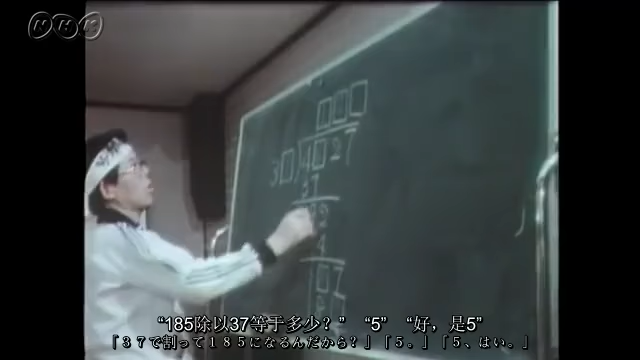 NHK
□□□
3□)4□27
“185除以37等于多少？” “5” “好，是5”
「３７で割って１８５になるんだから？」「５。」「５、はい。」